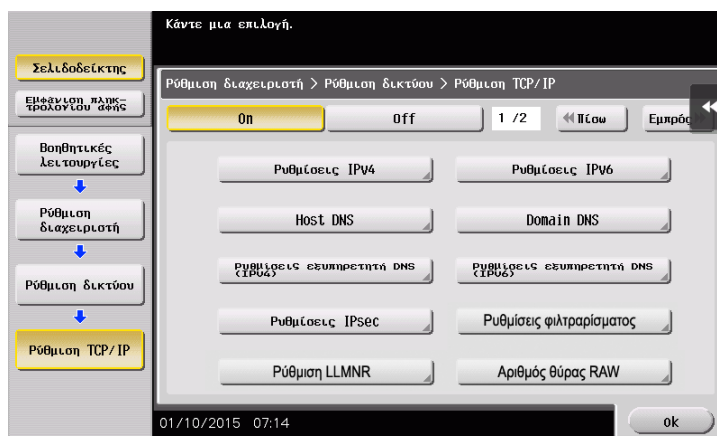 Κάντε μια επιλογή.
Σελιδοδείκτης
Εμφάνιση πληκ-
τρολογίου αφής
Βοηθητικές
λειτουργίες
Ρύθμιση
διαχειριστή
Ρύθμιση δικτύου
Ρύθμιση TCP/IP
Ρύθμιση διαχειριστή > Ρύθμιση δικτύου > Ρύθμιση TCP/IP
On
Off
1 /2
Πίσω
Εμπρός
Ρυθμίσεις IPv4
Ρυθμίσεις IPv6
Host DNS
Domain DNS
Ρυθμίσεις εξυπηρετητή DNS
(IPv4)
Ρυθμίσεις εξυπηρετητή DNS
(IPv6)
Ρυθμίσεις IPsec
Ρυθμίσεις φιλτραρίσματος
Ρύθμιση LLMNR
Αριθμός θύρας RAW
01/10/2015 07:14
ok